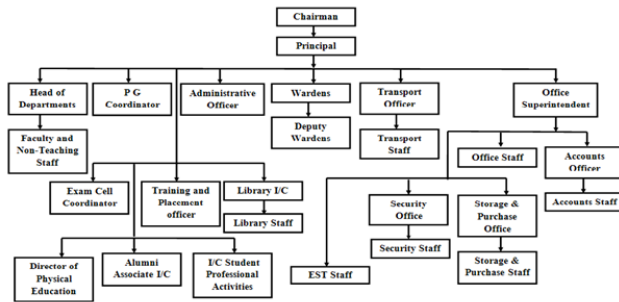 Chairman
Principal
Head of
Departments
P G
Coordinator
Administrative
Officer
Wardens
Transport
Officer
Office
Superintendent
Faculty and
Non-Teaching
Staff
Deputy
Wardens
Transport
Staff
Office Staff
Accounts
Officer
Exam Cell
Coordinator
Training and
Placement
officer
Library I/C
Library Staff
Security
Office
Storage &
Purchase
Office
Accounts Staff
Security Staff
Director of
Physical
Education
Alumni
Associate I/C
I/C Student
Professional
Activities
EST Staff
Storage &
Purchase Staff